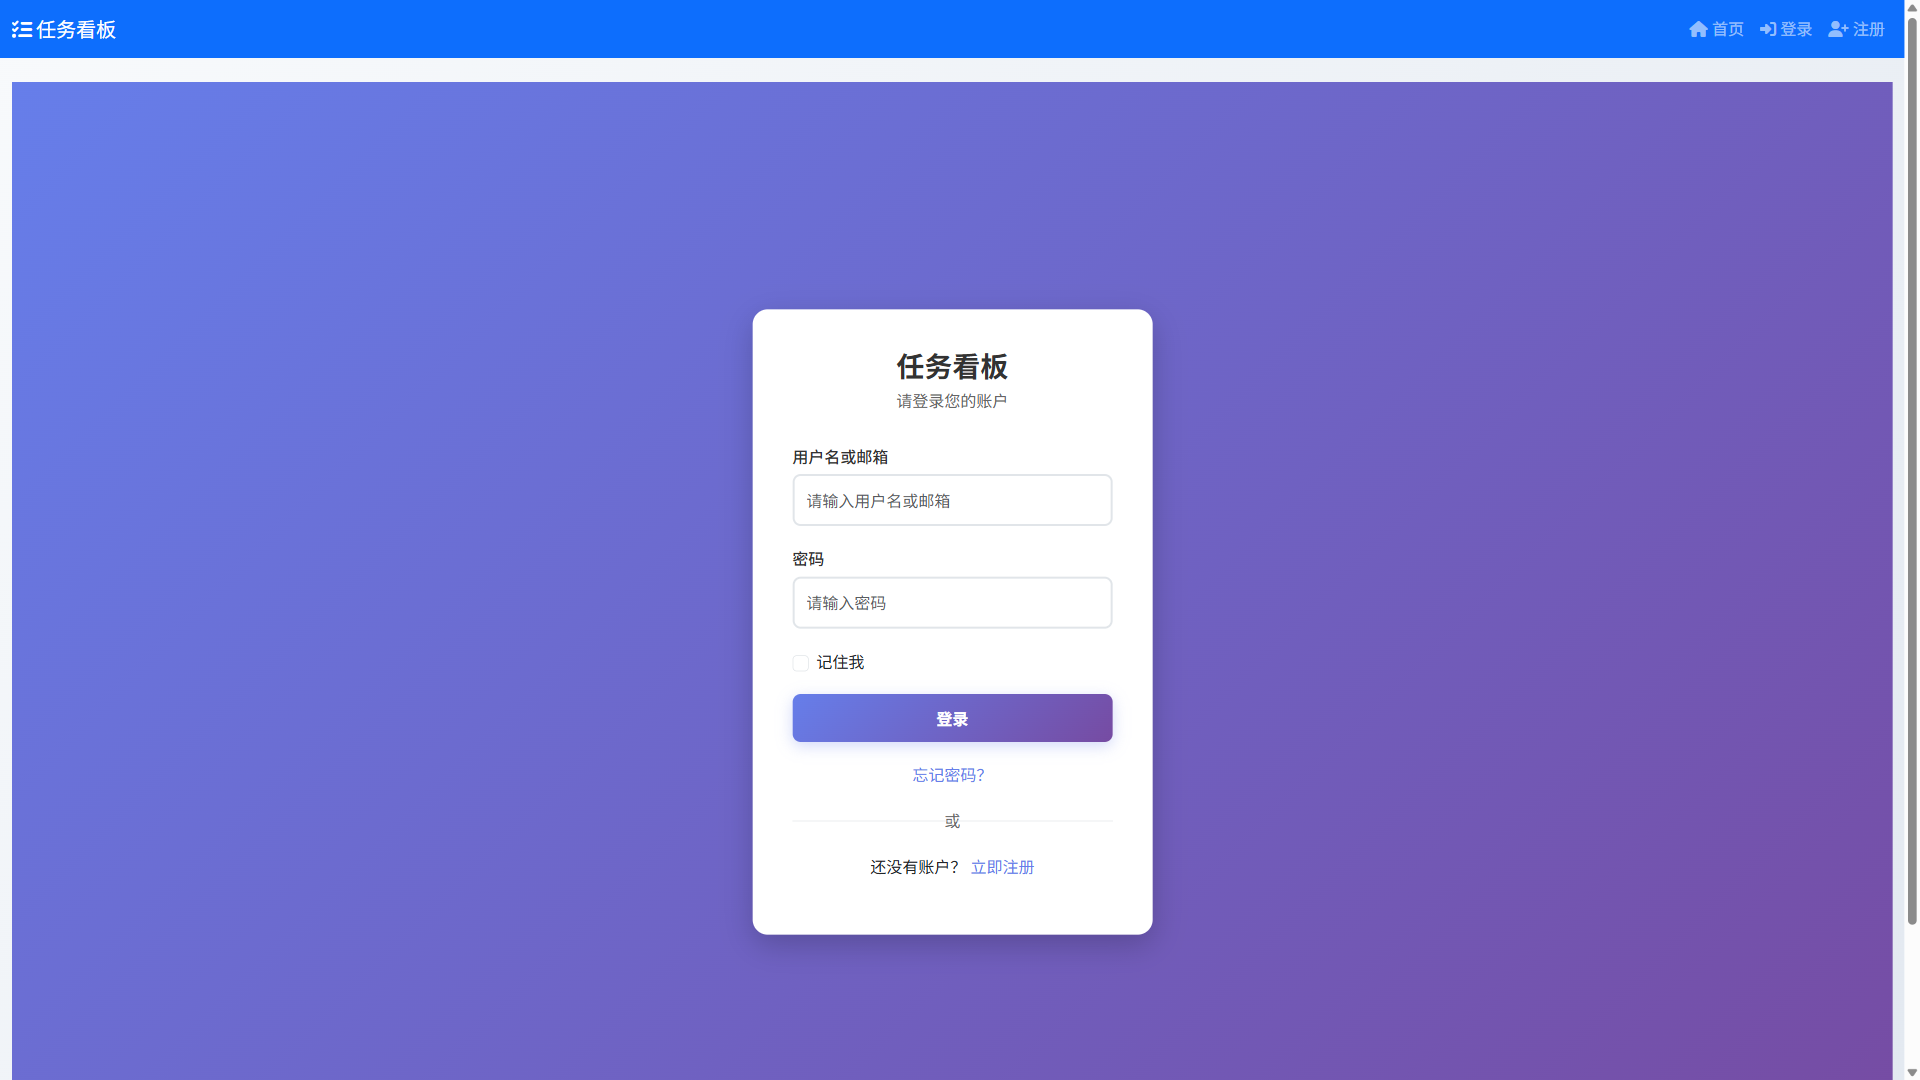 任务看板
首页 登录 注册
任务看板
请登录您的账户
用户名或邮箱
请输入用户名或邮箱
密码
请输入密码
记住我
登录
忘记密码?
或
还没有账户? 立即注册